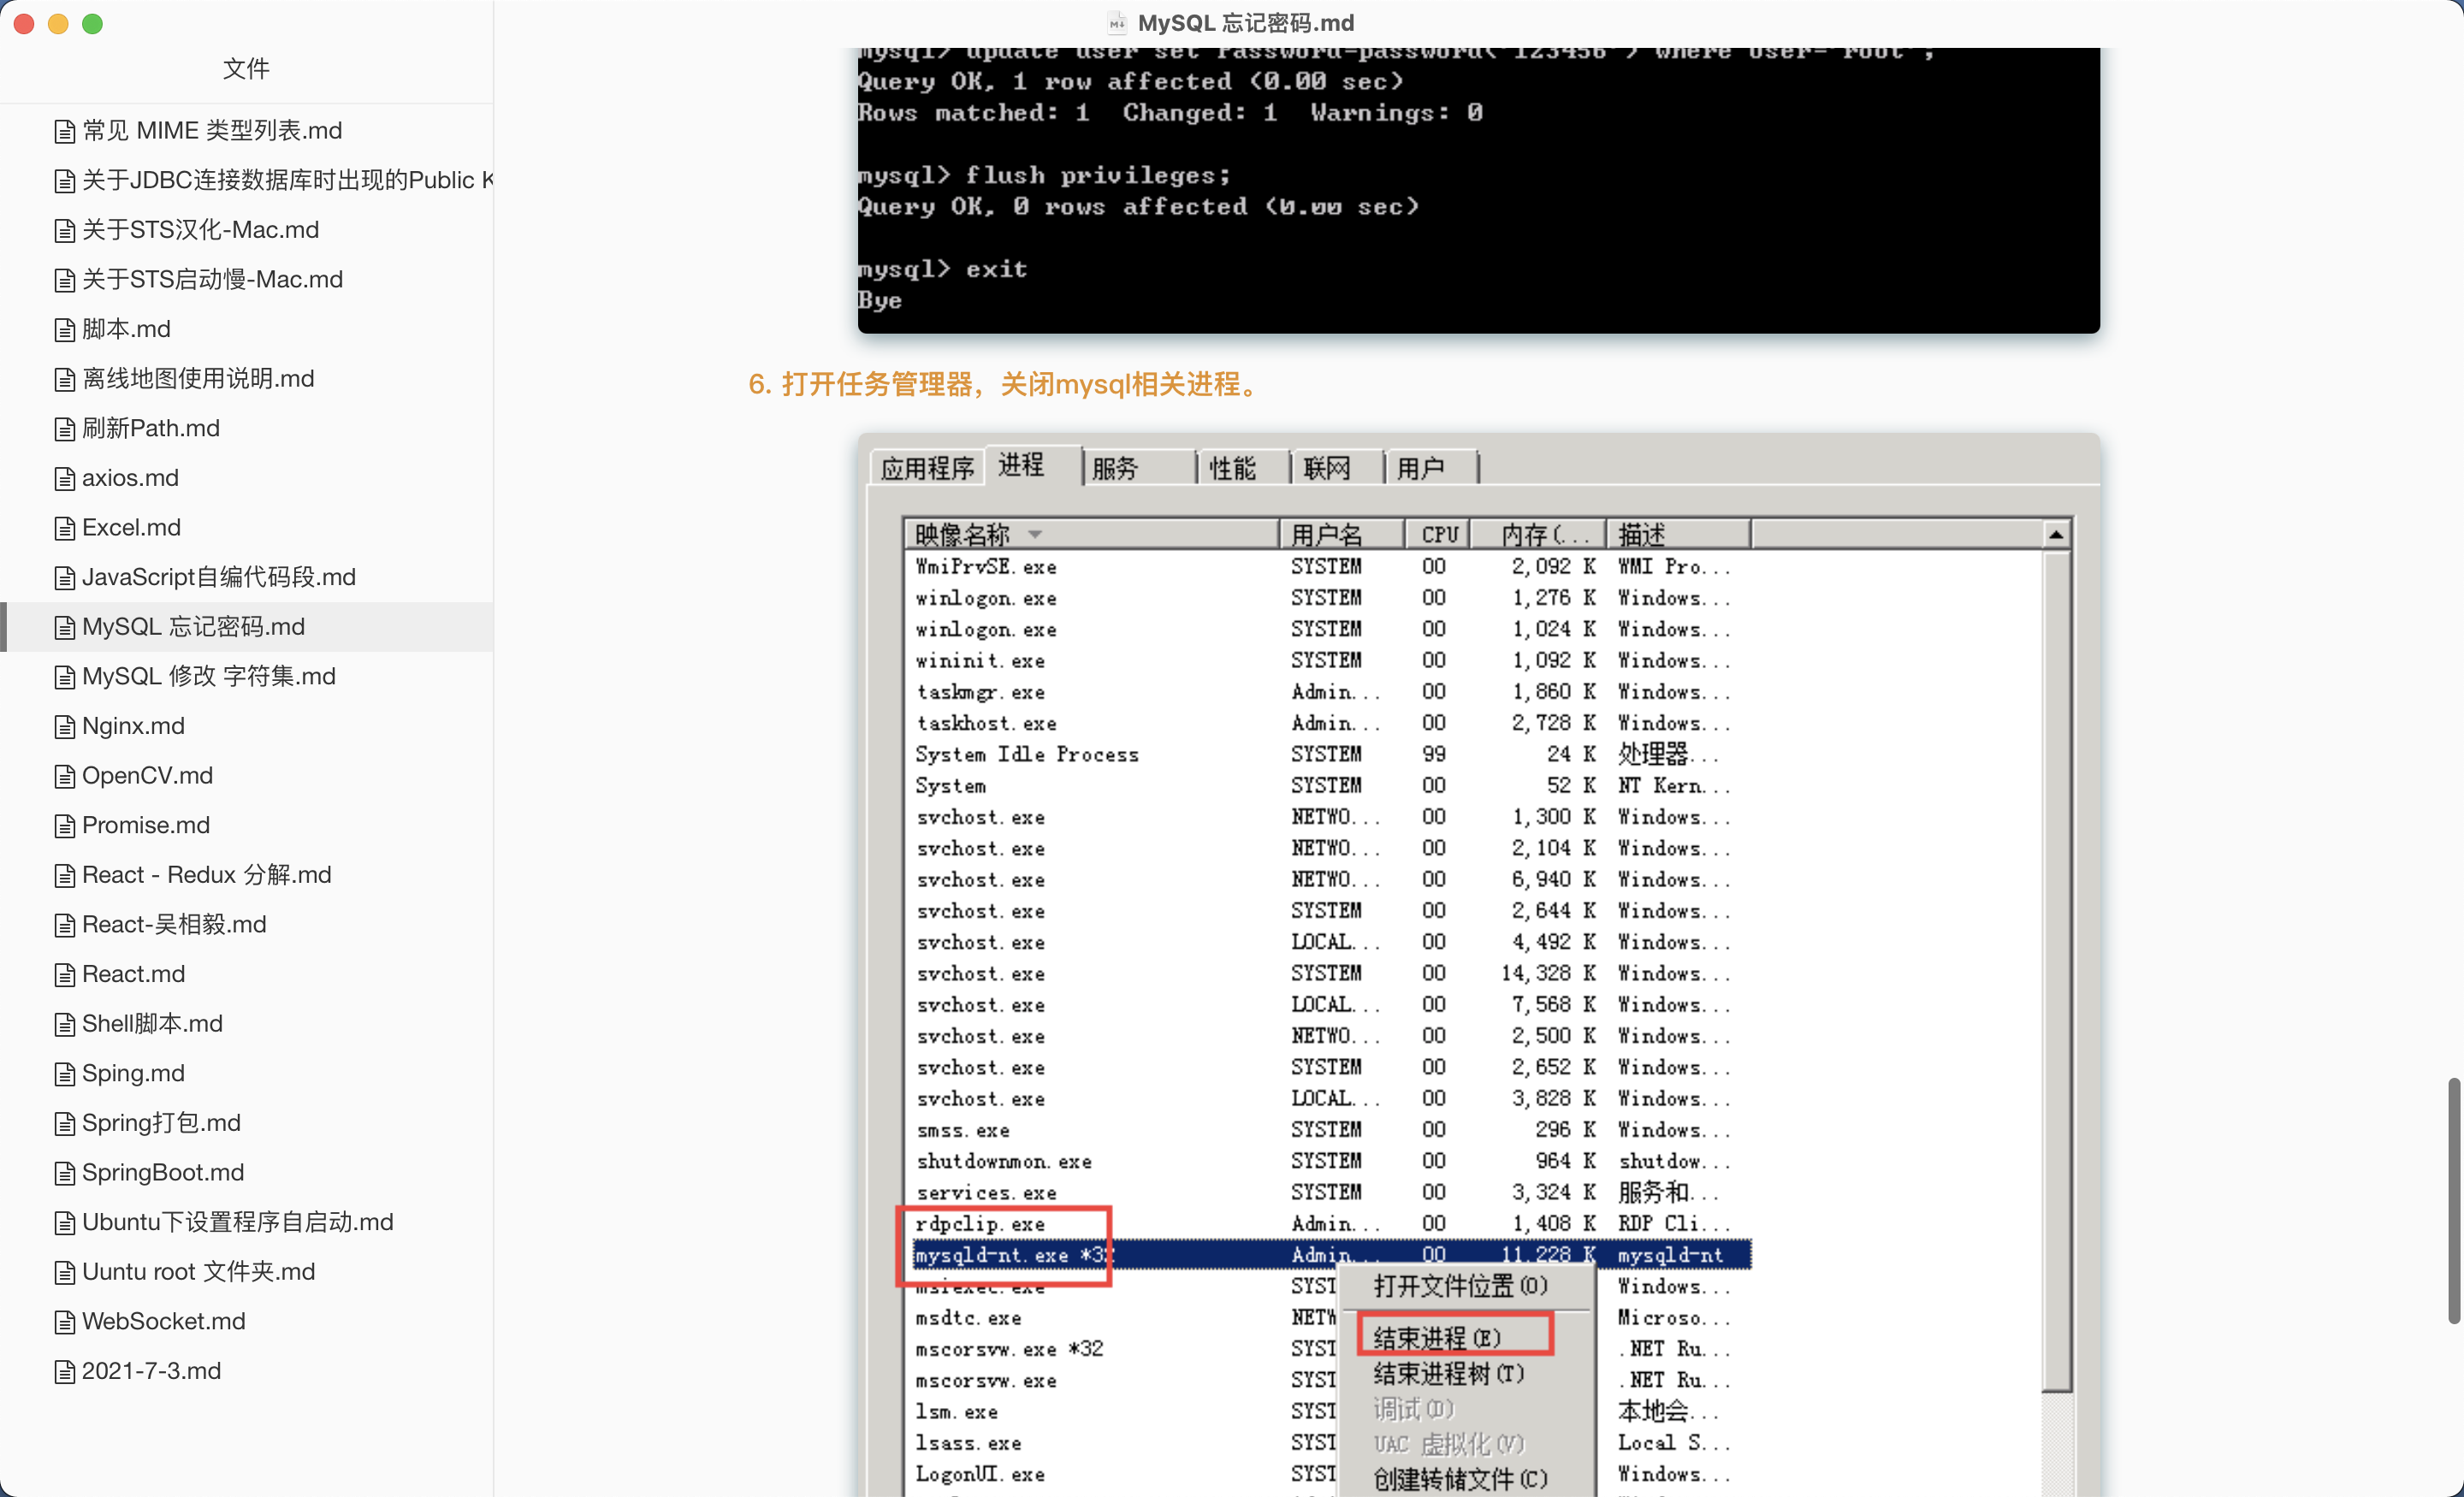 MySQL 忘记密码.md
文件
常见 MIME 类型列表.md
关于JDBC连接数据库时出现的Public K
关于STS汉化-Mac.md
关于STS启动慢-Mac.md
脚本.md
离线地图使用说明.md
刷新Path.md
axios.md
Excel.md
JavaScript自编代码段.md
MySQL 忘记密码.md
MySQL 修改 字符集.md
Nginx.md
OpenCV.md
Promise.md
React - Redux 分解.md
React-吴相毅.md
React.md
Shell脚本.md
Sping.md
Spring打包.md
SpringBoot.md
Ubuntu下设置程序自启动.md
Uuntu root 文件夹.md
WebSocket.md
2021-7-3.md
mysql> update user set Password=password('123456') where User='root';
Query OK, 1 row affected (0.00 sec)
Rows matched: 1 Changed: 1 Warnings: 0
mysql> flush privileges;
Query OK, 0 rows affected (0.00 sec)
mysql> exit
Bye
6. 打开任务管理器，关闭mysql相关进程。
应用程序 进程 服务 性能 联网 用户
映像名称 用户名 CPU 内存(... 描述
WmiPrvSE.exe SYSTEM 00 2,092 K WMI Pro...
winlogon.exe SYSTEM 00 1,276 K Windows...
winlogon.exe SYSTEM 00 1,024 K Windows...
wininit.exe SYSTEM 00 1,092 K Windows...
taskmgr.exe Admin... 00 1,860 K Windows...
taskhost.exe Admin... 00 2,728 K Windows...
System Idle Process SYSTEM 99 24 K 处理器...
System SYSTEM 00 52 K NT Kern...
svchost.exe NETWO... 00 1,300 K Windows...
svchost.exe NETWO... 00 2,104 K Windows...
svchost.exe NETWO... 00 6,940 K Windows...
svchost.exe SYSTEM 00 2,644 K Windows...
svchost.exe LOCAL... 00 4,492 K Windows...
svchost.exe SYSTEM 00 14,328 K Windows...
svchost.exe LOCAL... 00 7,568 K Windows...
svchost.exe NETWO... 00 2,500 K Windows...
svchost.exe SYSTEM 00 2,652 K Windows...
svchost.exe LOCAL... 00 3,828 K Windows...
smss.exe SYSTEM 00 296 K Windows...
shutdownmon.exe SYSTEM 00 964 K shutdow...
services.exe SYSTEM 00 3,324 K 服务和...
rdpclip.exe Admin... 00 1,408 K RDP Cli...
mysqld-nt.exe *32 Admin... 00 11,228 K mysqld-nt
msiexec.exe SYST Windows...
msdtc.exe NETW Microso...
mscorsvw.exe *32 SYST .NET Ru...
mscorsvw.exe SYST .NET Ru...
lsm.exe SYST 本地会...
lsass.exe SYST Local S...
LogonUI.exe SYST Windows...
打开文件位置(O)
结束进程(E)
结束进程树(T)
调试(D)
UAC 虚拟化(V)
创建转储文件(C)